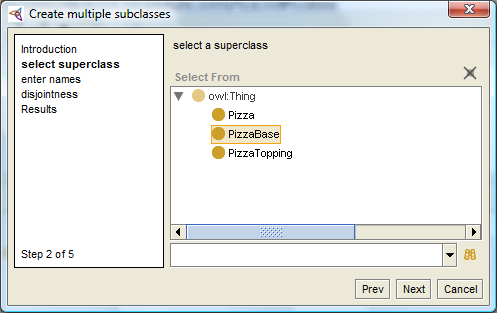 Create multiple subclasses
Introduction
select superclass
enter names
disjointness
Results
Step 2 of 5
select a superclass
Select From
owl:Thing
Pizza
PizzaBase
PizzaTopping
Prev
Next
Cancel